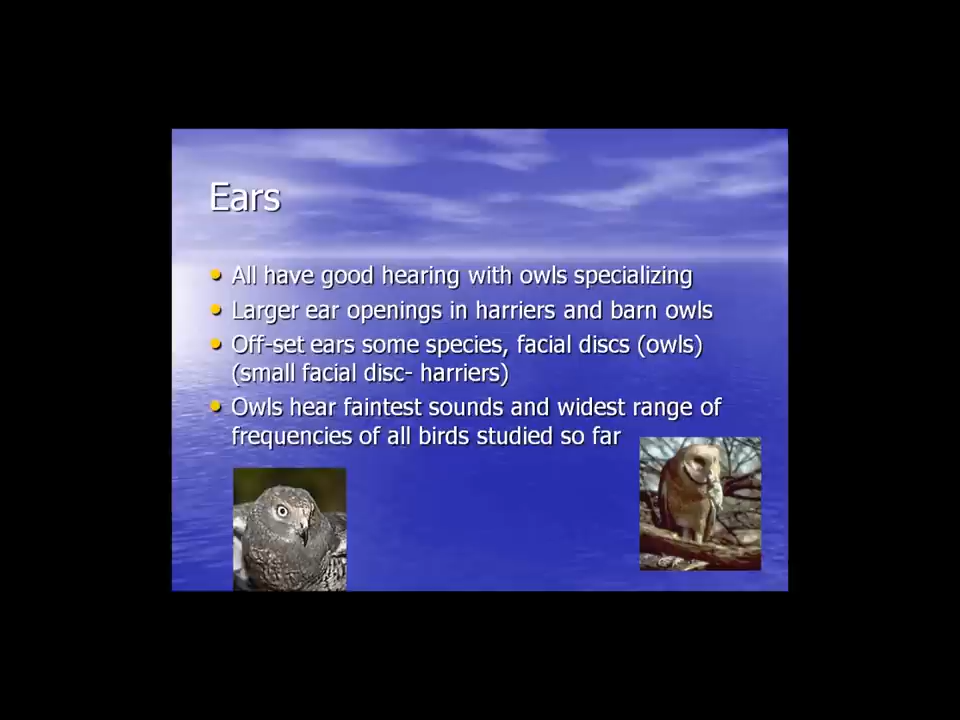 Ears
• All have good hearing with owls specializing
• Larger ear openings in harriers and barn owls
• Off-set ears some species, facial discs (owls)
(small facial disc- harriers)
• Owls hear faintest sounds and widest range of
frequencies of all birds studied so far